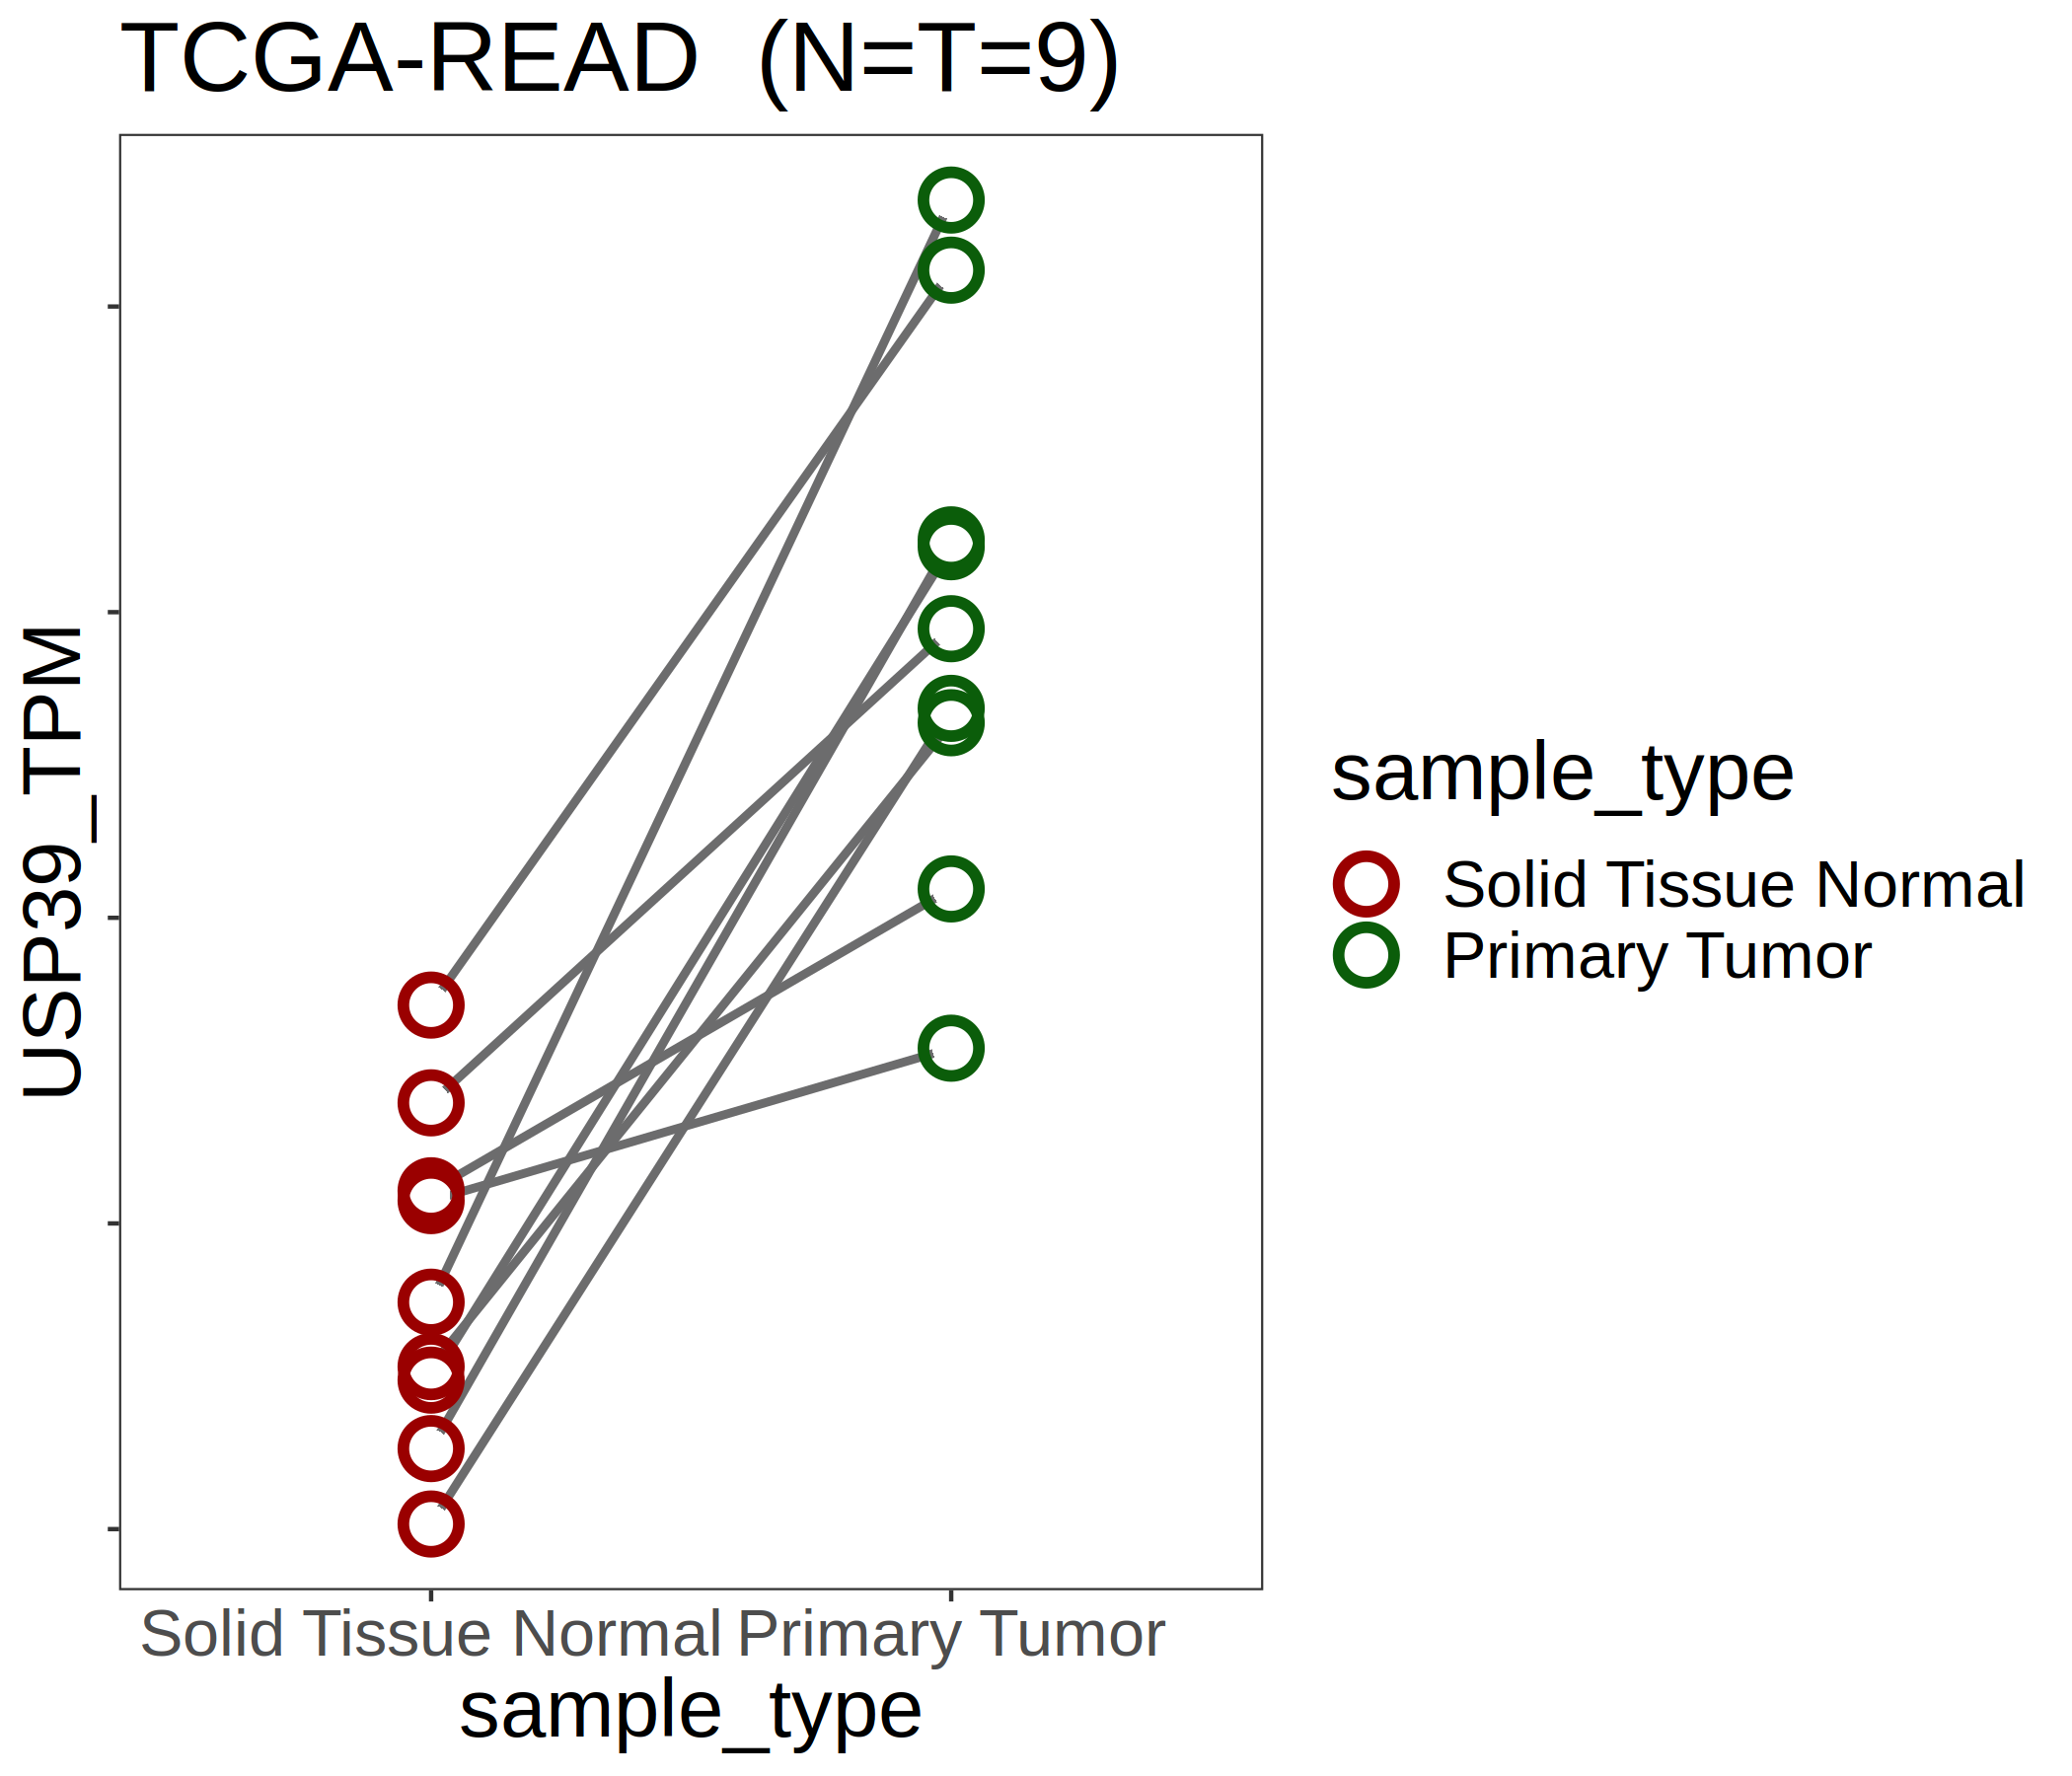 TCGA-READ  (N=T=9)
USP39_TPM
Solid Tissue Normal Primary Tumor
sample_type
sample_type
Solid Tissue Normal
Primary Tumor